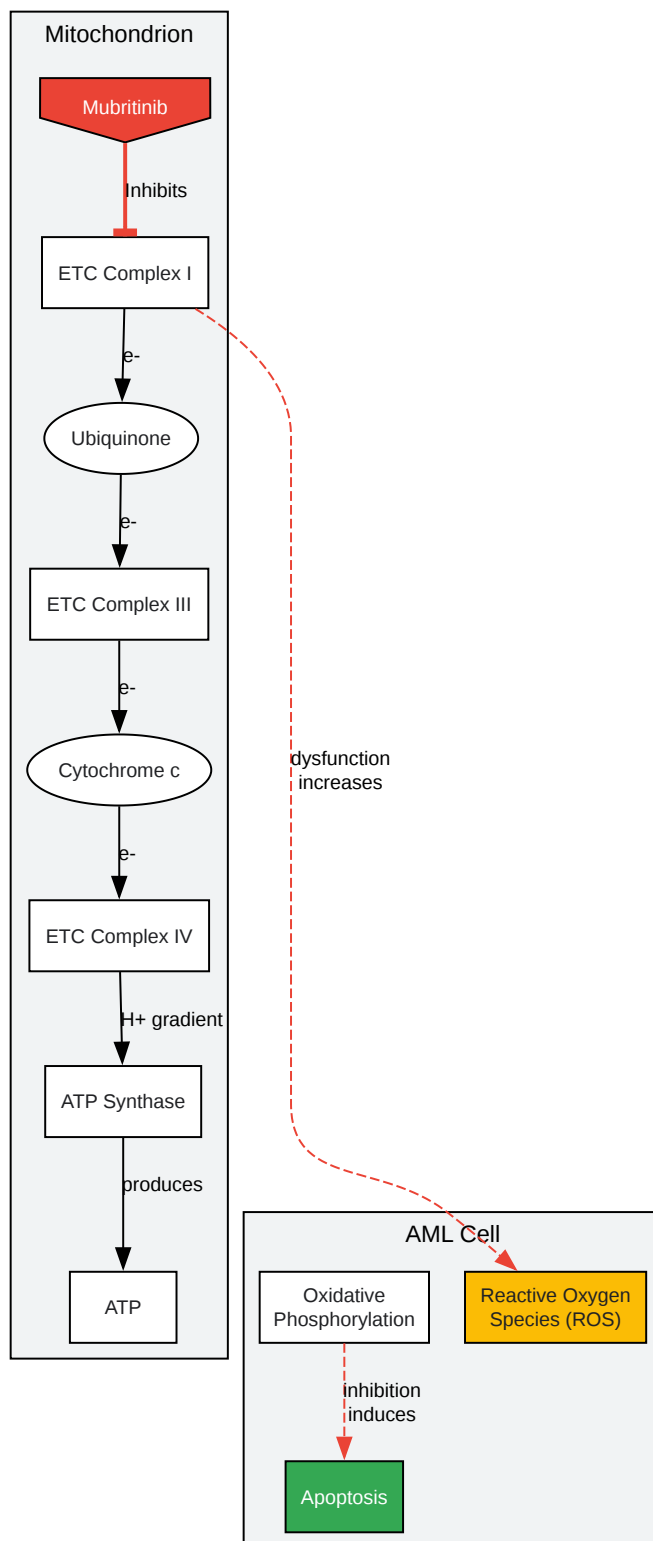 Mitochondrion
Mubritinib
Inhibits
ETC Complex I
e-
Ubiquinone
e-
ETC Complex III
e-
Cytochrome c
e-
ETC Complex IV
H+ gradient
ATP Synthase
produces
ATP
dysfunction
increases
AML Cell
Oxidative
Phosphorylation
Reactive Oxygen
Species (ROS)
inhibition
induces
Apoptosis